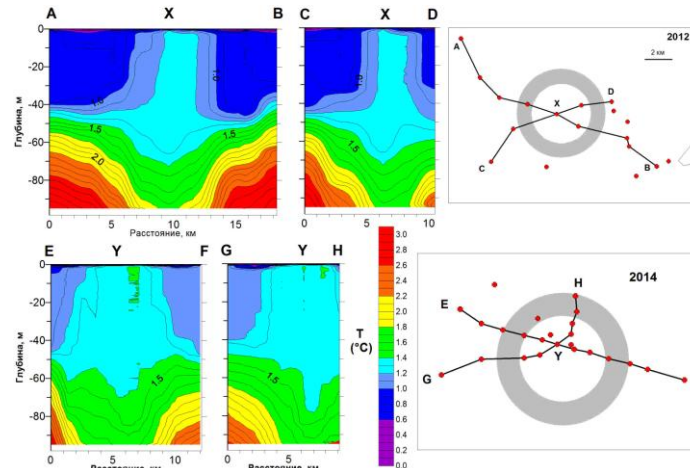 A X B
C X D
Глубина, м
0
-20
-40
-60
-80
1.0
1.5
1.5
2.0
1.0
1.5
0 5 10 15
0 5 10
Расстояние, км
2012
2 км
A
X
D
C
B
E Y F
G Y H
Глубина, м
0
-20
-40
-60
-80
1.5
1.5
0 5 10
0 5
Расстояние, км
T
(°C)
3.0
2.8
2.6
2.4
2.2
2.0
1.8
1.6
1.4
1.2
1.0
0.8
0.6
0.4
0.2
0.0
2014
H
E
Y
G